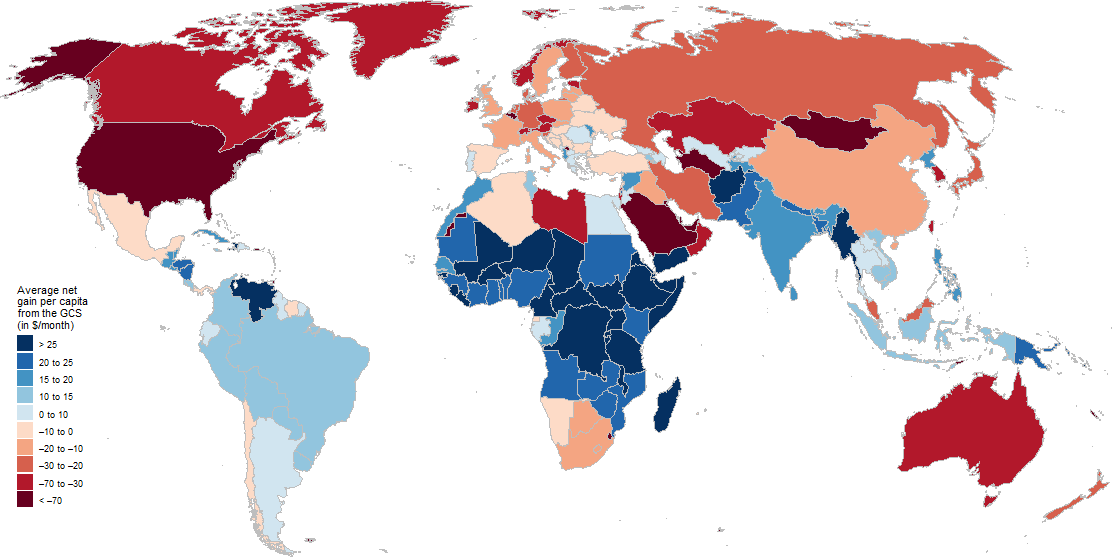 Average net
gain per capita
from the GCS
(in $/month)
> 25
20 to 25
15 to 20
10 to 15
0 to 10
–10 to 0
–20 to –10
–30 to –20
–70 to –30
< –70